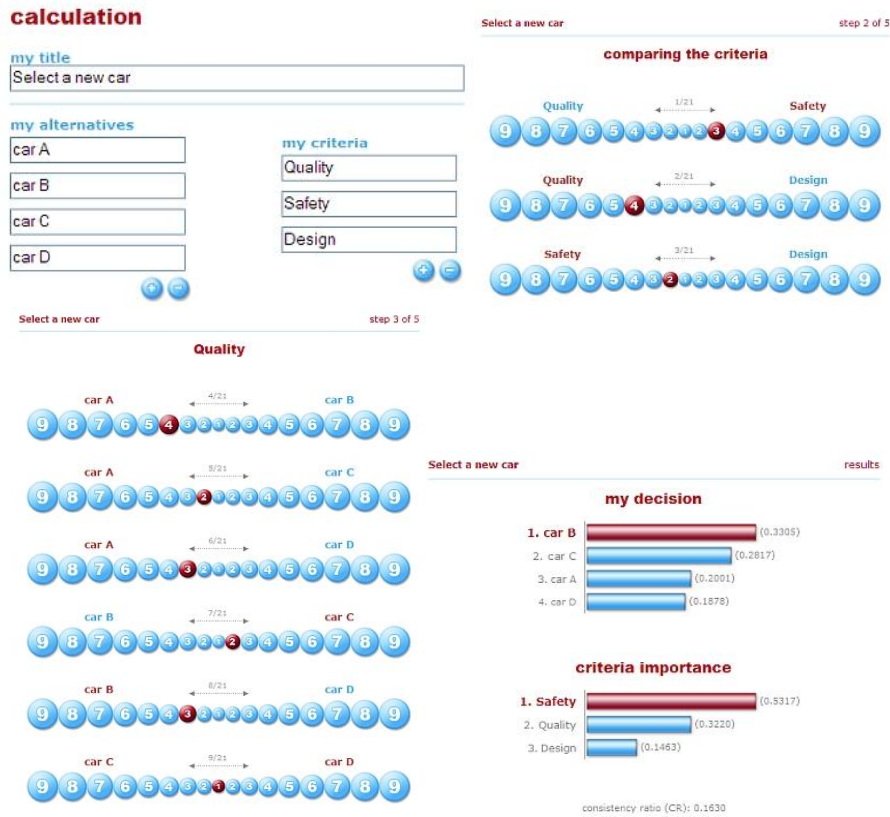 calculation
my title
Select a new car
my alternatives
car A
car B
car C
car D
my criteria
Quality
Safety
Design
Select a new car step 2 of 5
comparing the criteria
Quality 1/21 Safety
9 8 7 6 5 4 3 2 1 2 3 4 5 6 7 8 9
Quality 2/21 Design
9 8 7 6 5 4 3 2 1 2 3 4 5 6 7 8 9
Safety 3/21 Design
9 8 7 6 5 4 3 2 1 2 3 4 5 6 7 8 9
Select a new car step 3 of 5
Quality
car A 4/21 car B
9 8 7 6 5 4 3 2 1 2 3 4 5 6 7 8 9
car A 5/21 car C
9 8 7 6 5 4 3 2 1 2 3 4 5 6 7 8 9
car A 6/21 car D
9 8 7 6 5 4 3 2 1 2 3 4 5 6 7 8 9
car B 7/21 car C
9 8 7 6 5 4 3 2 1 2 3 4 5 6 7 8 9
car B 8/21 car D
9 8 7 6 5 4 3 2 1 2 3 4 5 6 7 8 9
car C 9/21 car D
9 8 7 6 5 4 3 2 1 2 3 4 5 6 7 8 9
Select a new car results
my decision
1. car B (0.3305)
2. car C (0.2817)
3. car A (0.2001)
4. car D (0.1878)
criteria importance
1. Safety (0.5317)
2. Quality (0.3220)
3. Design (0.1463)
consistency ratio (CR): 0.1630